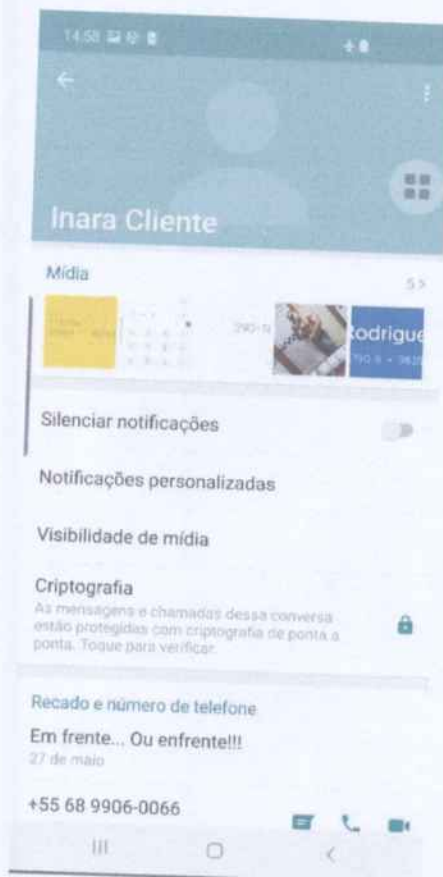 14:58
Inara Cliente
Mídia
5 >
290-N
Rodrigue
Silenciar notificações
Notificações personalizadas
Visibilidade de mídia
Criptografia
As mensagens e chamadas dessa conversa
estão protegidas com criptografia de ponta a
ponta. Toque para verificar.
Recado e número de telefone
Em frente... Ou enfrente!!!
27 de maio
+55 68 9906-0066